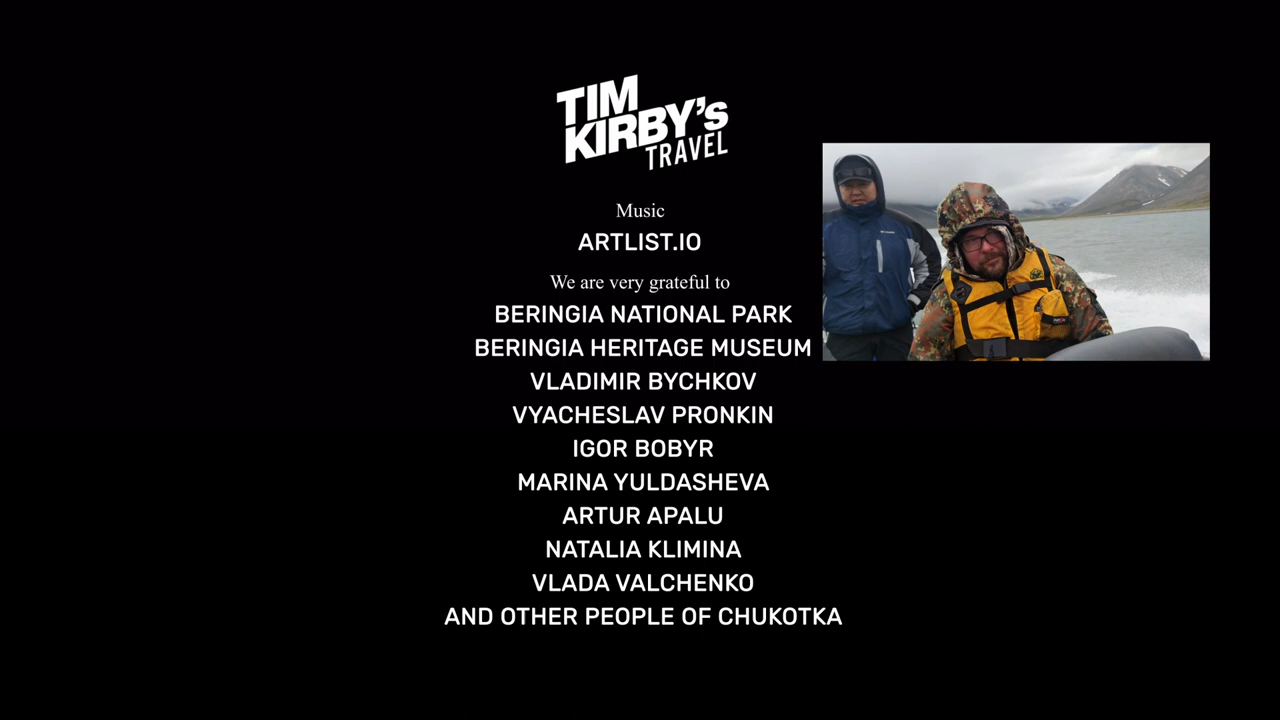 TIM
KIRBY'S
TRAVEL
Music
ARTLIST.IO
We are very grateful to
BERINGIA NATIONAL PARK
BERINGIA HERITAGE MUSEUM
VLADIMIR BYCHKOV
VYACHESLAV PRONKIN
IGOR BOBYR
MARINA YULDASHEVA
ARTUR APALU
NATALIA KLIMINA
VLADA VALCHENKO
AND OTHER PEOPLE OF CHUKOTKA